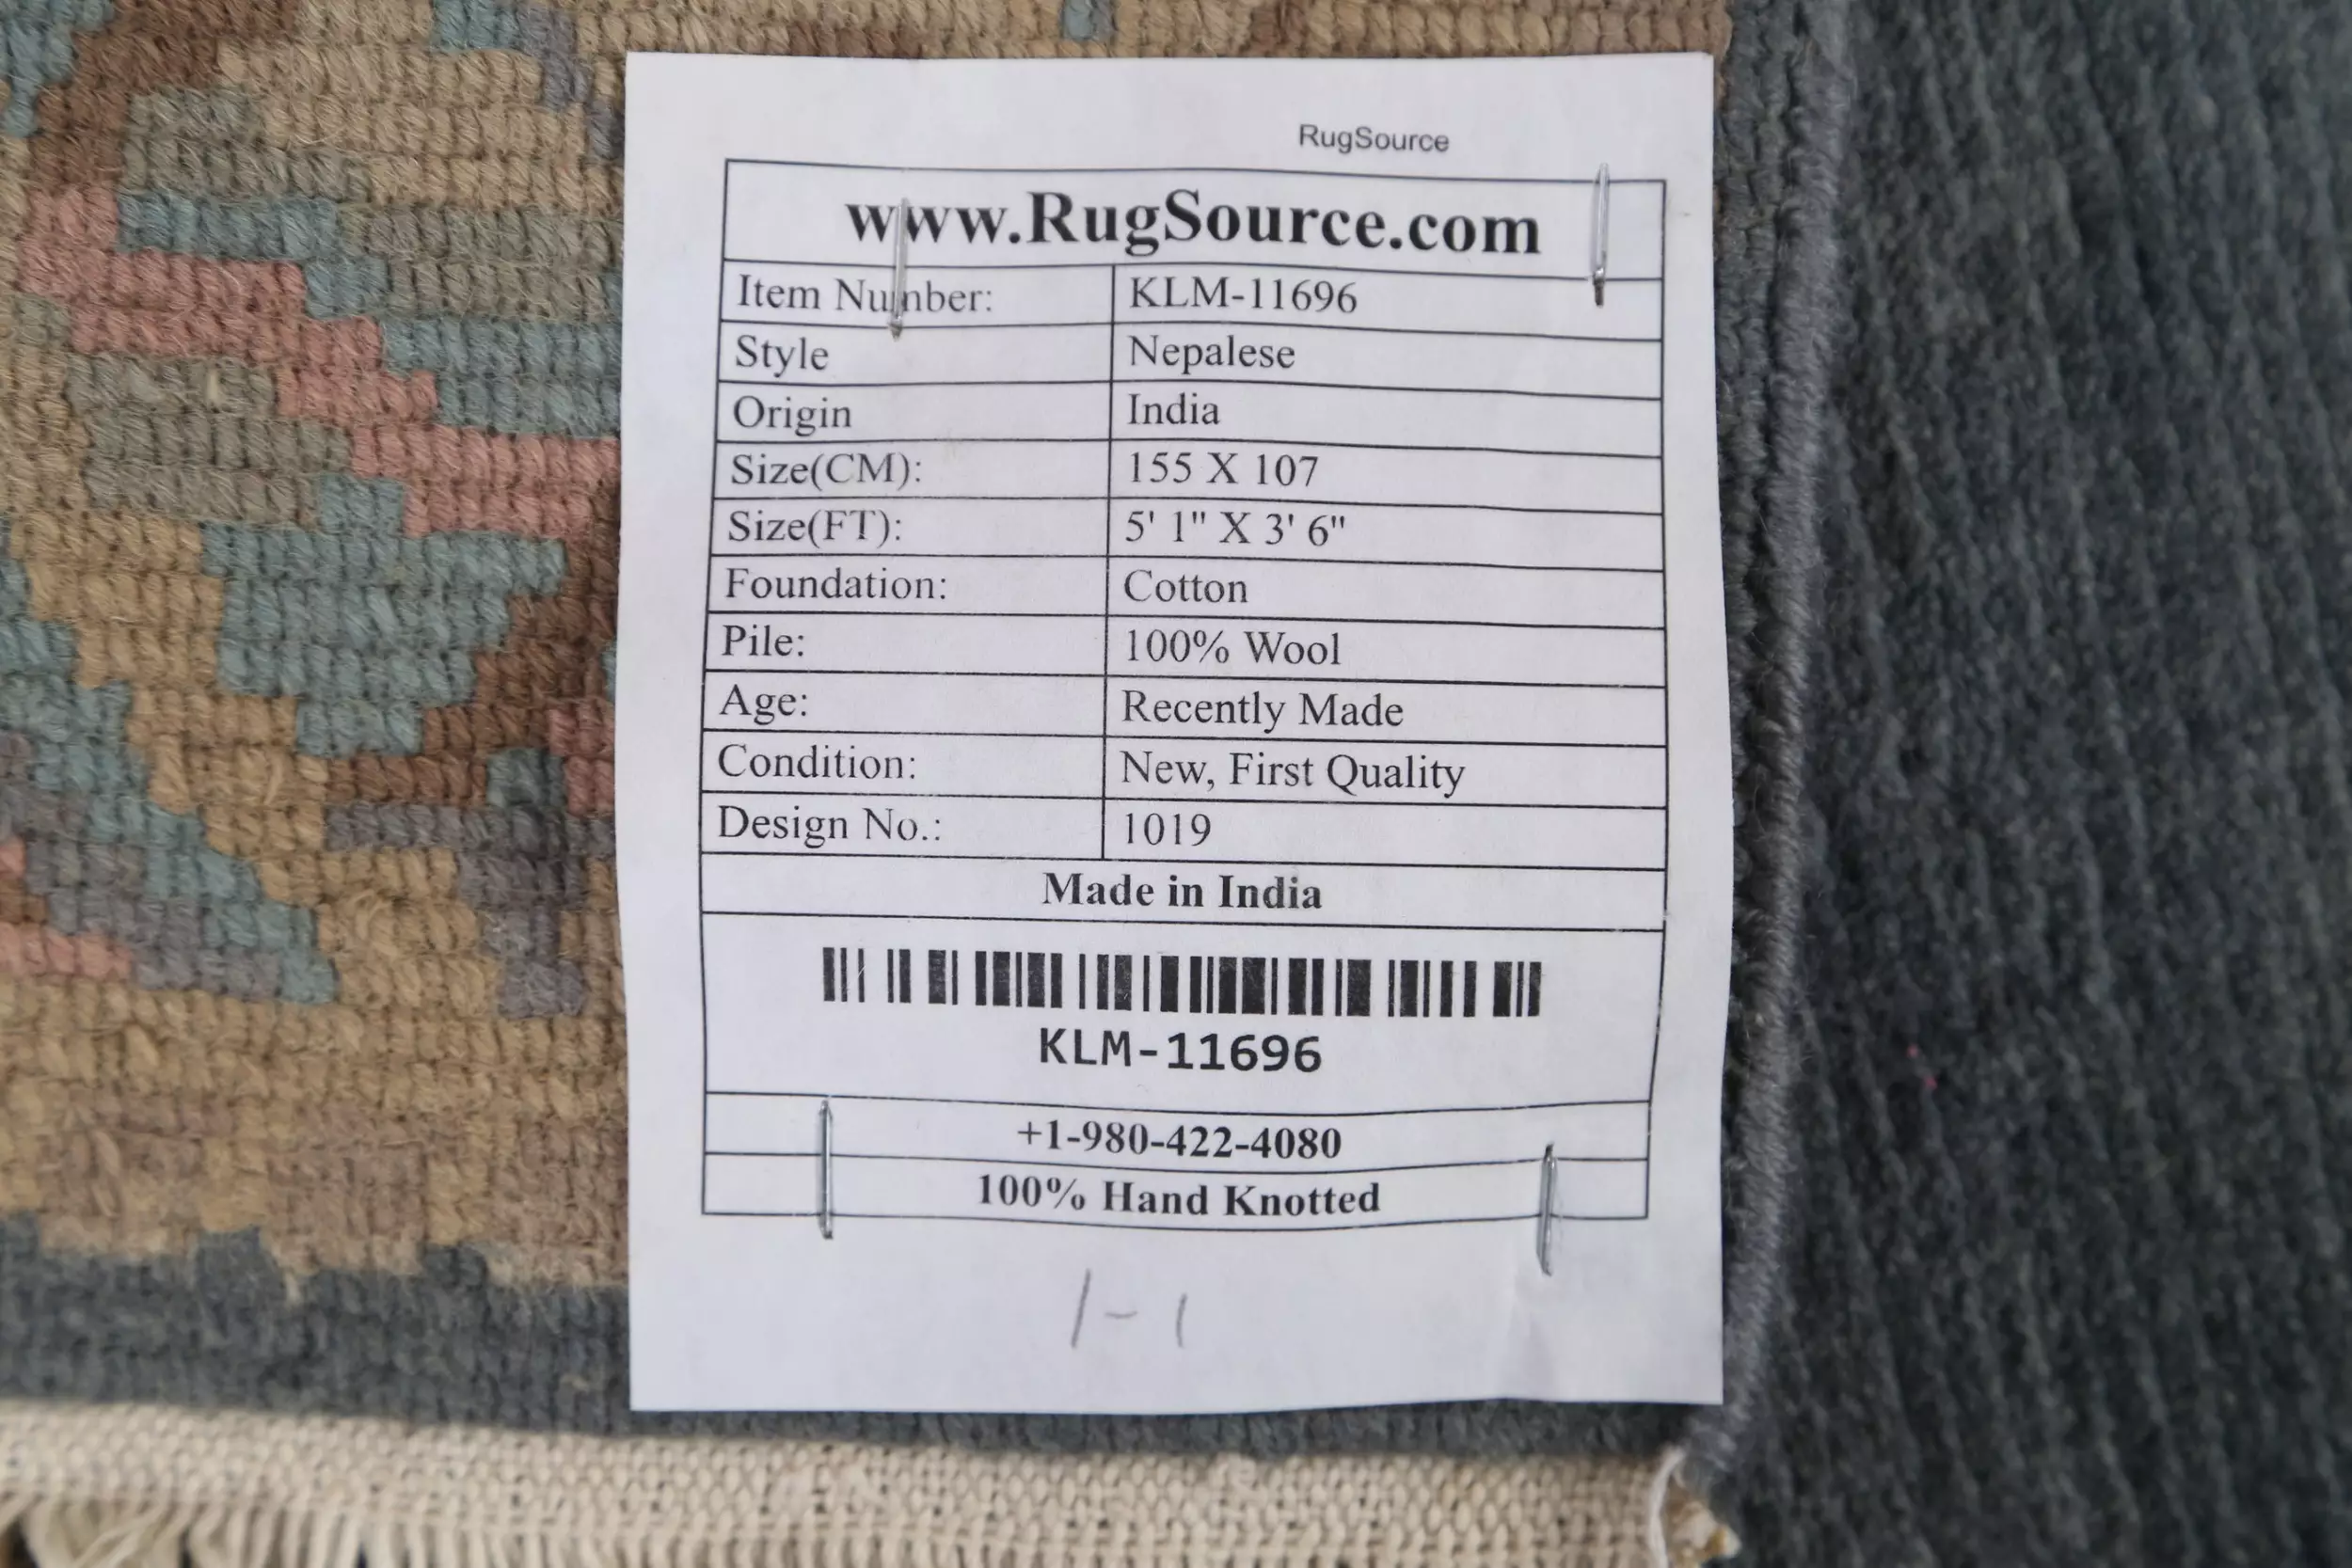 RugSource
www.RugSource.com
Item Number: KLM-11696
Style Nepalese
Origin India
Size(CM): 155 X 107
Size(FT): 5' 1" X 3' 6"
Foundation: Cotton
Pile: 100% Wool
Age: Recently Made
Condition: New, First Quality
Design No.: 1019
Made in India
KLM-11696
+1-980-422-4080
100% Hand Knotted
1-1